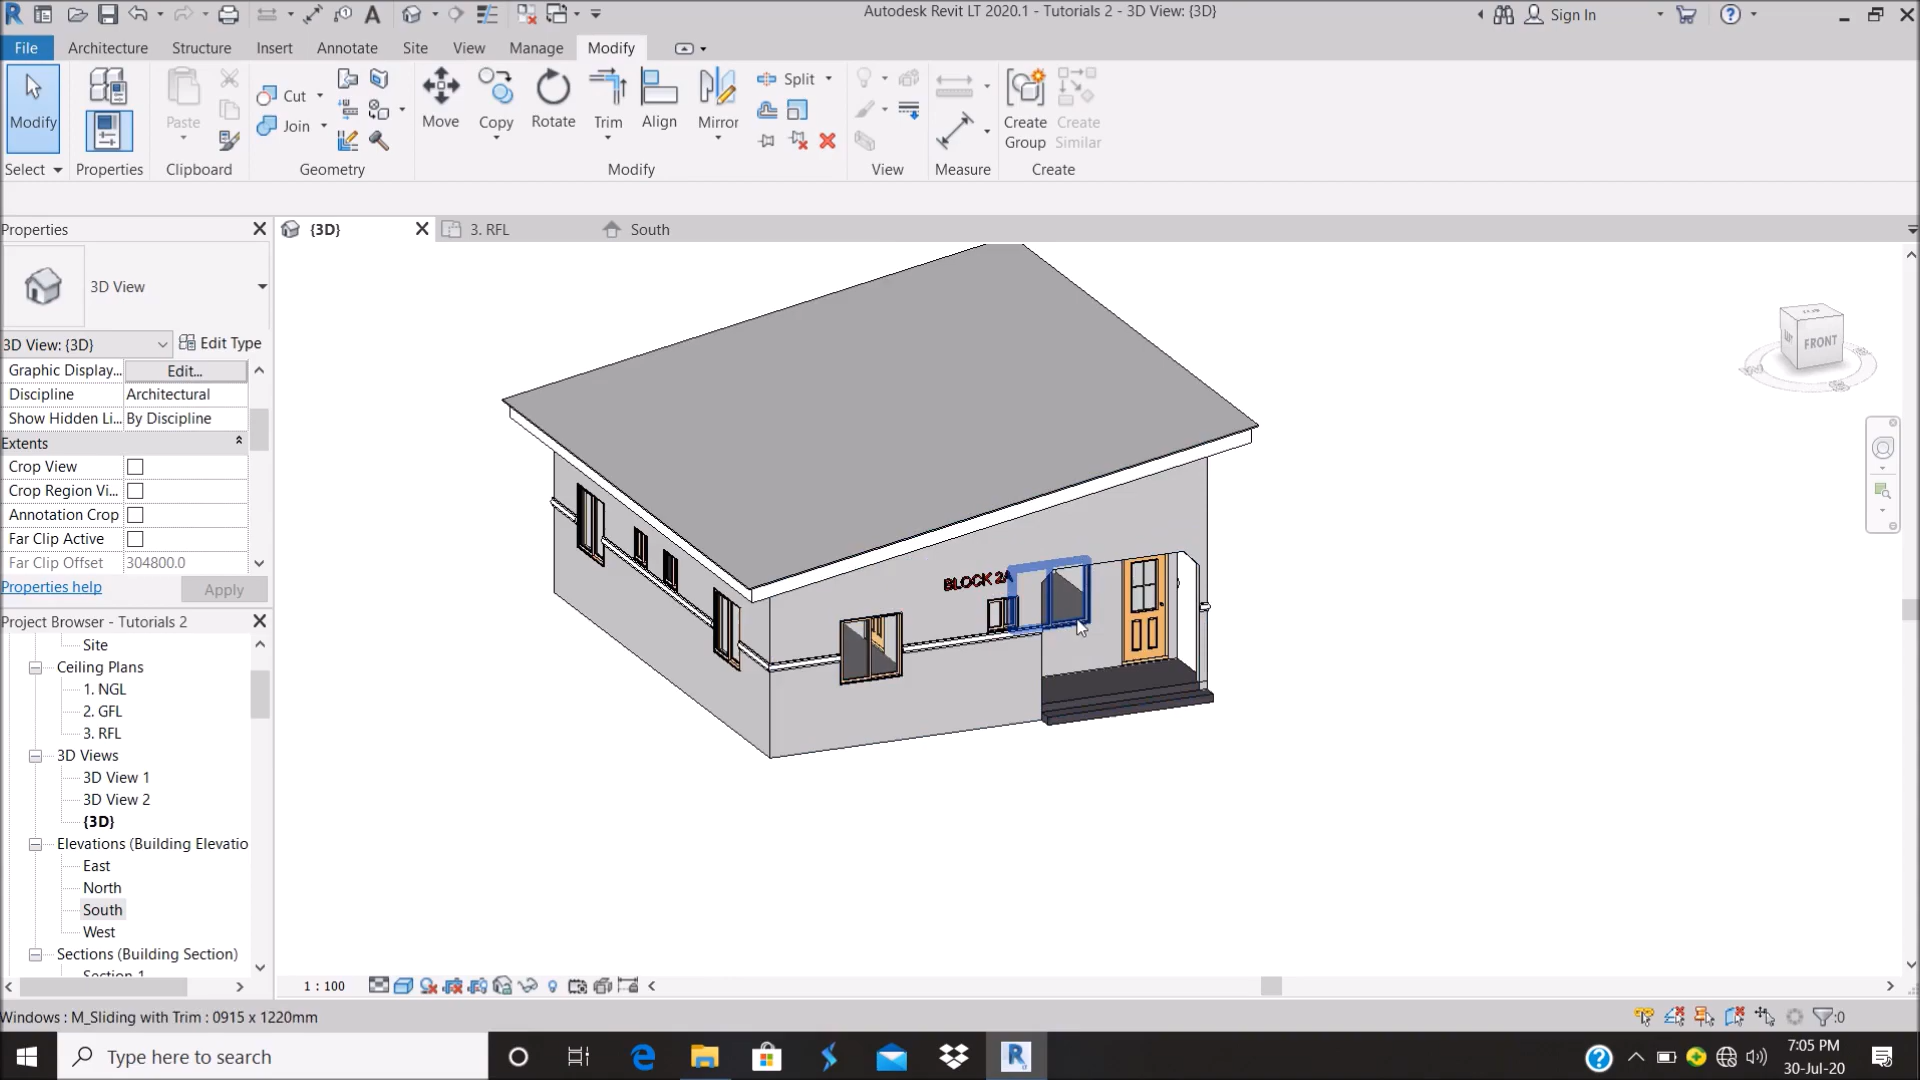 Autodesk Revit LT 2020.1 - Tutorials 2 - 3D View: {3D}
Sign In
File Architecture Structure Insert Annotate Site View Manage Modify
Modify
Paste
Cut
Join
Move Copy Rotate Trim Align Mirror
Split
Create Group
Create Similar
Select Properties Clipboard Geometry Modify View Measure Create
Properties
{3D} 3. RFL South
3D View
3D View: {3D} Edit Type
Graphic Display... Edit...
Discipline Architectural
Show Hidden Li... By Discipline
Extents
Crop View
Crop Region Vi...
Annotation Crop
Far Clip Active
Far Clip Offset 304800.0
Properties help Apply
Project Browser - Tutorials 2
Site
Ceiling Plans
1. NGL
2. GFL
3. RFL
3D Views
3D View 1
3D View 2
{3D}
Elevations (Building Elevatio
East
North
South
West
Sections (Building Section)
Section 1
BLOCK 2A
FRONT
1 : 100
Windows : M_Sliding with Trim : 0915 x 1220mm
:0
Type here to search
7:05 PM
30-Jul-20